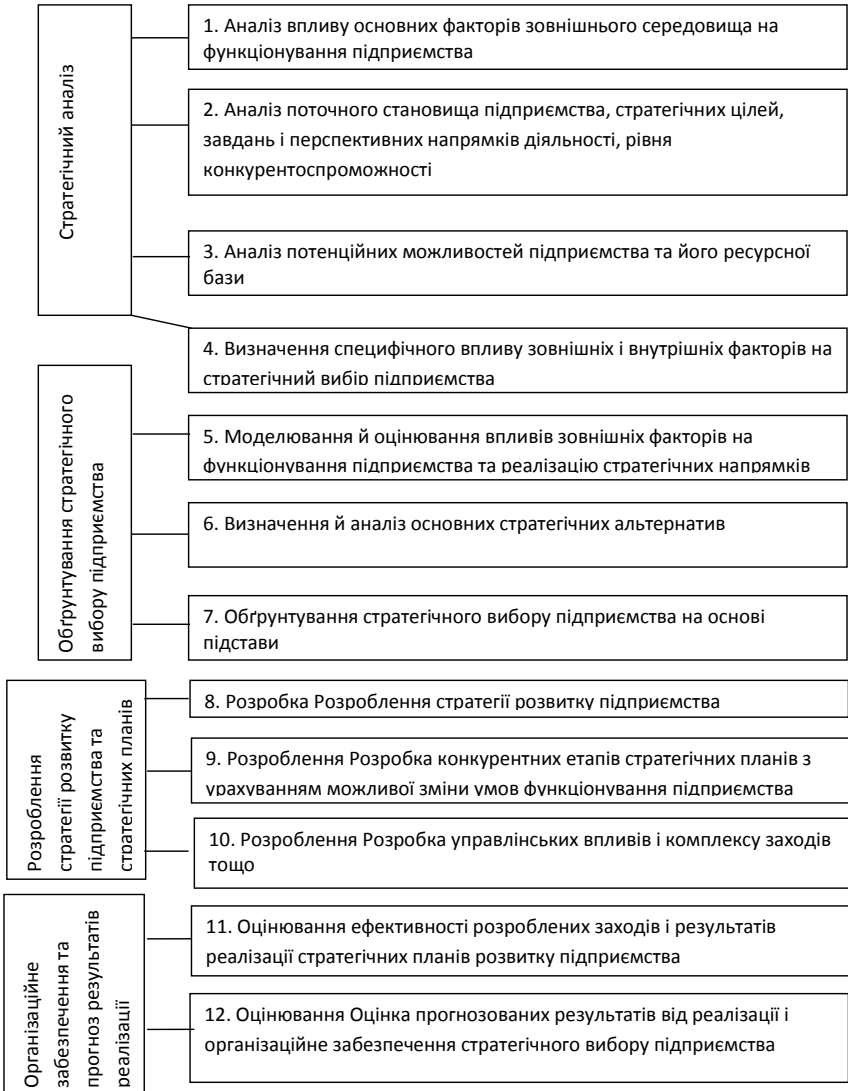 Стратегічний аналіз
1. Аналіз впливу основних факторів зовнішнього середовища на
функціонування підприємства
2. Аналіз поточного становища підприємства, стратегічних цілей,
завдань і перспективних напрямків діяльності, рівня
конкурентоспроможності
3. Аналіз потенційних можливостей підприємства та його ресурсної
бази
4. Визначення специфічного впливу зовнішніх і внутрішніх факторів на
стратегічний вибір підприємства
Обґрунтування стратегічного
вибору підприємства
5. Моделювання й оцінювання впливів зовнішніх факторів на
функціонування підприємства та реалізацію стратегічних напрямків
6. Визначення й аналіз основних стратегічних альтернатив
7. Обґрунтування стратегічного вибору підприємства на основі
підстави
Розроблення
стратегії розвитку
підприємства та
стратегічних планів
8. Розробка Розроблення стратегії розвитку підприємства
9. Розроблення Розробка конкурентних етапів стратегічних планів з
урахуванням можливої зміни умов функціонування підприємства
10. Розроблення Розробка управлінських впливів і комплексу заходів
тощо
Організаційне
забезпечення та
прогноз результатів
реалізації
11. Оцінювання ефективності розроблених заходів і результатів
реалізації стратегічних планів розвитку підприємства
12. Оцінювання Оцінка прогнозованих результатів від реалізації і
організаційне забезпечення стратегічного вибору підприємства